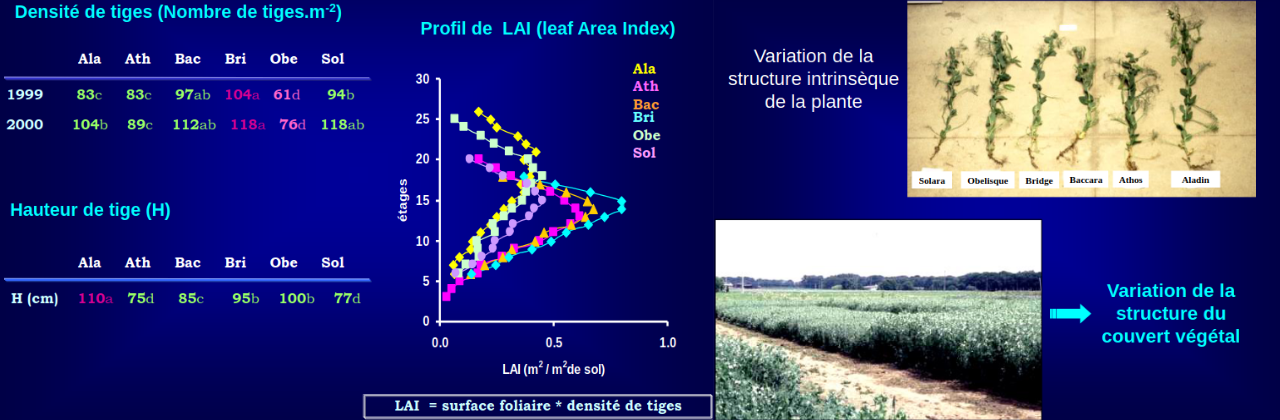 Densité de tiges (Nombre de tiges.m-2)
Ala Ath Bac Bri Obe Sol
1999 83c 83c 97ab 104a 61d 94b
2000 104b 89c 112ab 118a 76d 118ab
Hauteur de tige (H)
Ala Ath Bac Bri Obe Sol
H (cm) 110a 75d 85c 95b 100b 77d
Profil de LAI (leaf Area Index)
Ala
Ath
Bac
Bri
Obe
Sol
30
25
20
15
10
5
0
étages
0.0 0.5 1.0
LAI (m2 / m2de sol)
LAI = surface foliaire * densité de tiges
Variation de la
structure intrinsèque
de la plante
Solara Obelisque Bridge Baccara Athos Aladin
Variation de la
structure du
couvert végétal